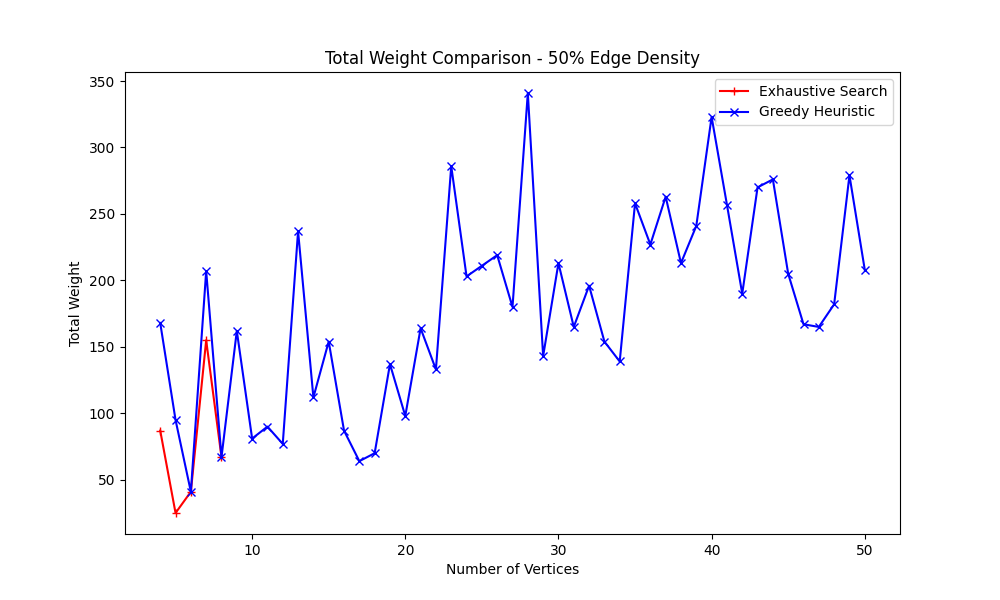 Total Weight Comparison - 50% Edge Density
Exhaustive Search
Greedy Heuristic
Total Weight
350
300
250
200
150
100
50
10
20
30
40
50
Number of Vertices